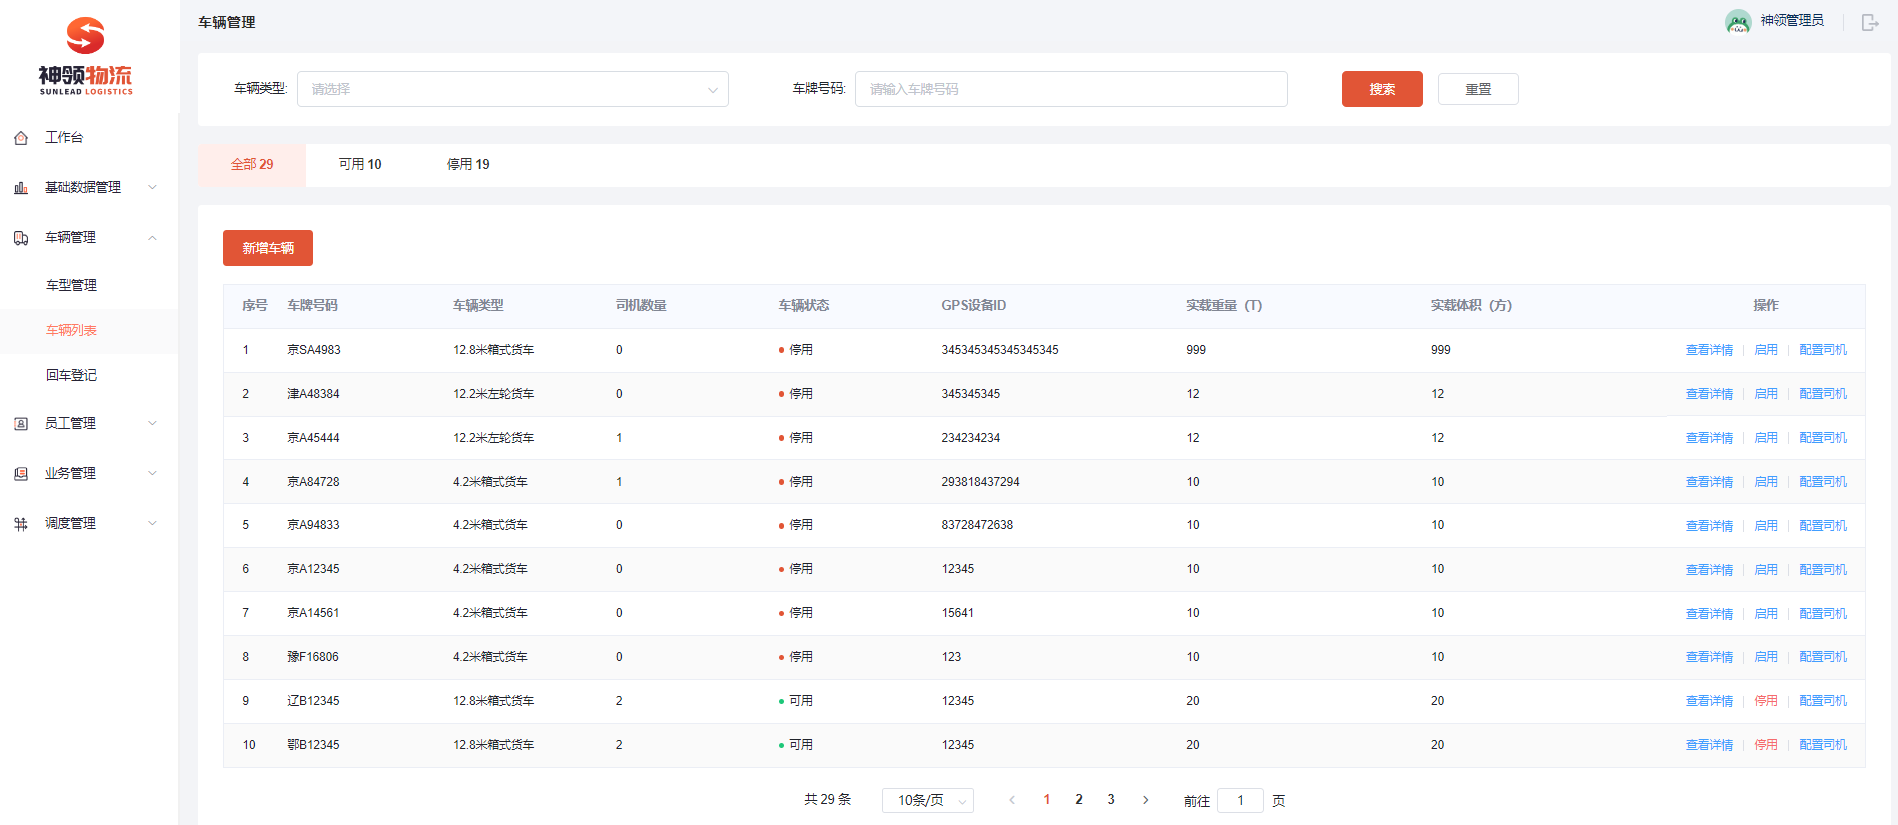 车辆管理
神领管理员
神领物流
SUNLEAD LOGISTICS
工作台
基础数据管理
车辆管理
车型管理
车辆列表
回车登记
员工管理
业务管理
调度管理
车辆类型: 请选择 车牌号码: 请输入车牌号码 搜索 重置
全部 29 可用 10 停用 19
新增车辆
序号 车牌号码 车辆类型 司机数量 车辆状态 GPS设备ID 实载重量（T） 实载体积（方） 操作
1 京SA4983 12.8米箱式货车 0 停用 345345345345345345 999 999 查看详情 启用 配置司机
2 津A48384 12.2米左轮货车 0 停用 345345345 12 12 查看详情 启用 配置司机
3 京A45444 12.2米左轮货车 1 停用 234234234 12 12 查看详情 启用 配置司机
4 京A84728 4.2米箱式货车 1 停用 293818437294 10 10 查看详情 启用 配置司机
5 京A94833 4.2米箱式货车 0 停用 83728472638 10 10 查看详情 启用 配置司机
6 京A12345 4.2米箱式货车 0 停用 12345 10 10 查看详情 启用 配置司机
7 京A14561 4.2米箱式货车 0 停用 15641 10 10 查看详情 启用 配置司机
8 豫F16806 4.2米箱式货车 0 停用 123 10 10 查看详情 启用 配置司机
9 辽B12345 12.8米箱式货车 2 可用 12345 20 20 查看详情 停用 配置司机
10 鄂B12345 12.8米箱式货车 2 可用 12345 20 20 查看详情 停用 配置司机
共 29 条 10条/页 1 2 3 前往 1 页